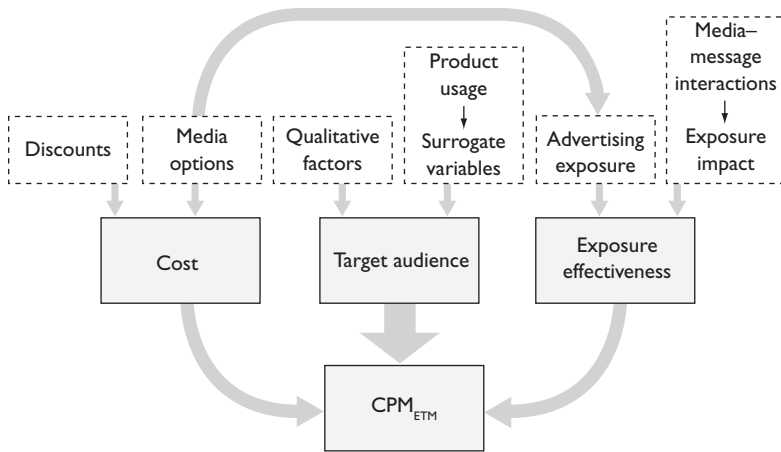 Media–
message
interactions
Exposure
impact
Product
usage
Surrogate
variables
Discounts
Media
options
Qualitative
factors
Advertising
exposure
Cost
Target audience
Exposure
effectiveness
CPM ETM